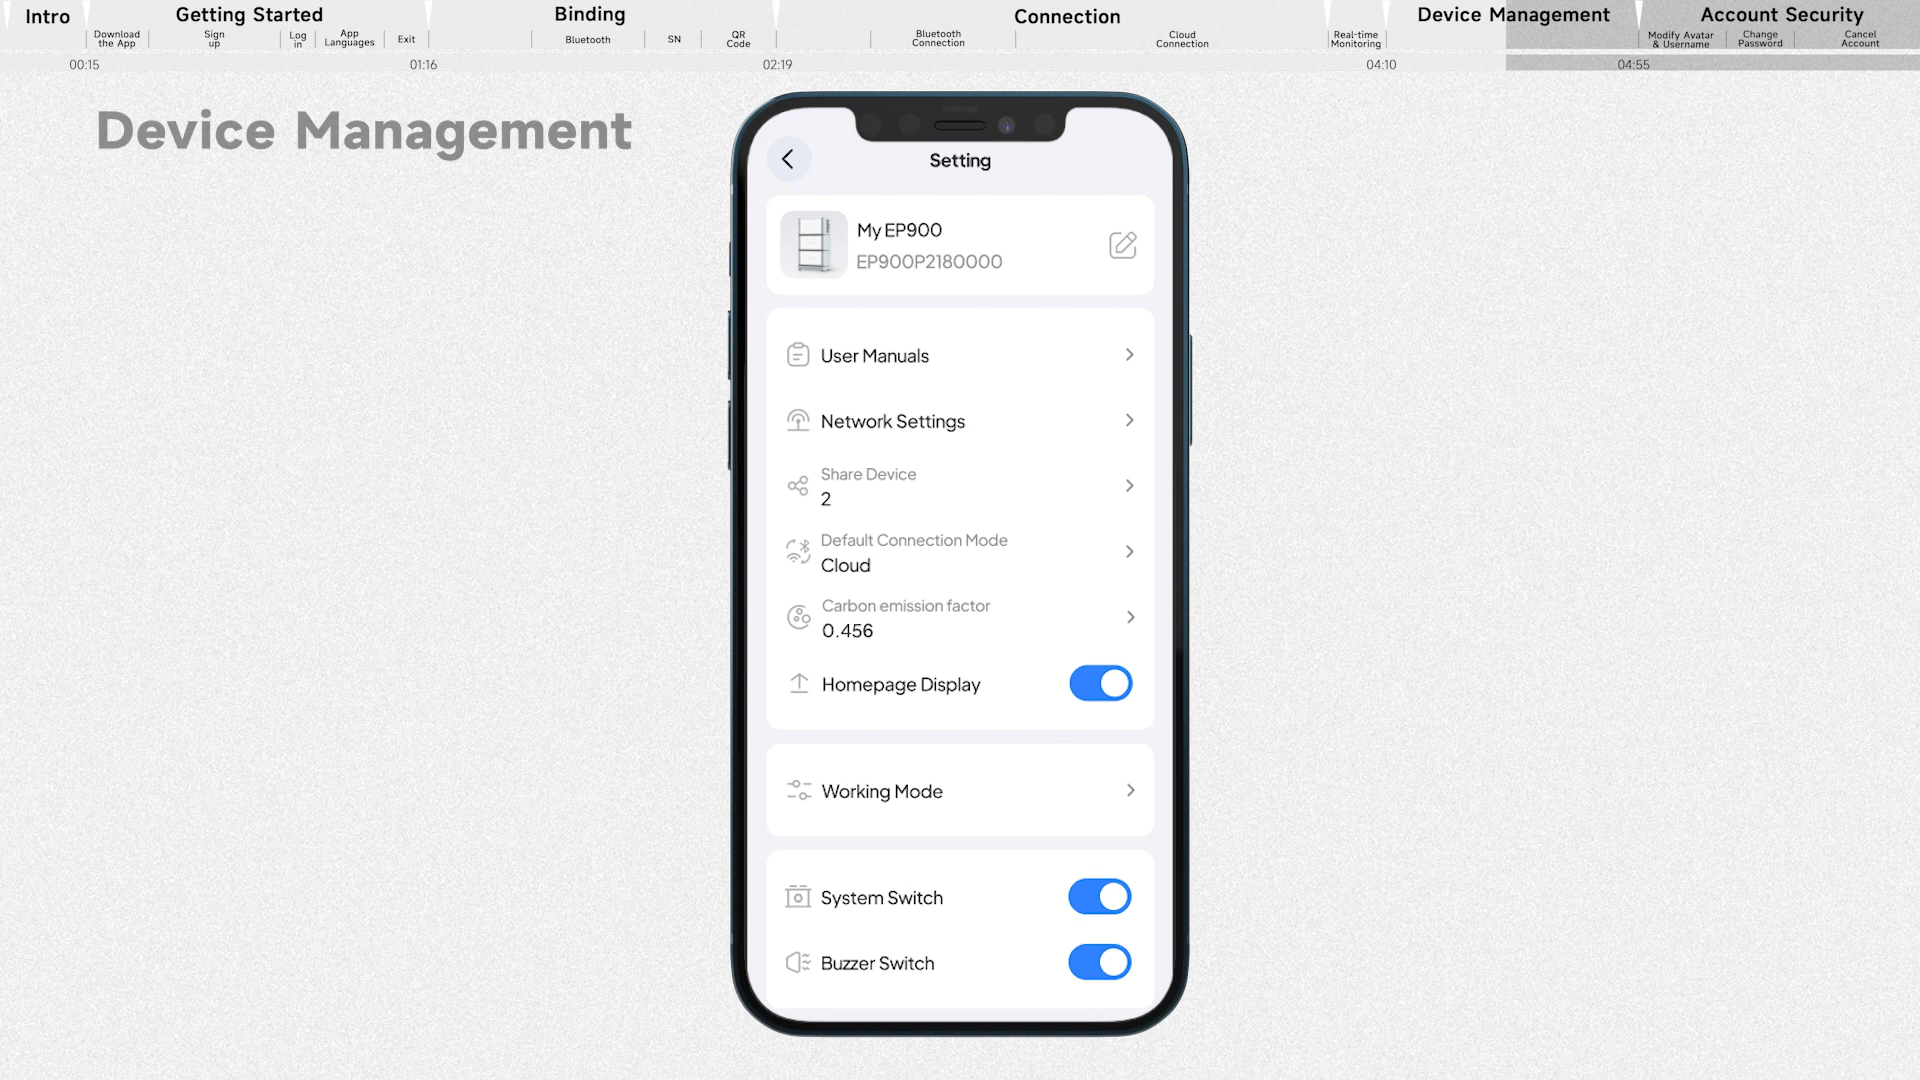 Intro
Getting Started
Binding
Connection
Device Management
Account Security
Download
the App
Sign
up
Log
in
App
Languages
Exit
Bluetooth
SN
QR
Code
Bluetooth
Connection
Cloud
Connection
Real-time
Monitoring
Modify Avatar
& Username
Change
Password
Cancel
Account
00:15
01:16
02:19
04:10
04:55
Device Management
Setting
My EP900
EP900P2180000
User Manuals
Network Settings
Share Device
2
Default Connection Mode
Cloud
Carbon emission factor
0.456
Homepage Display
Working Mode
System Switch
Buzzer Switch